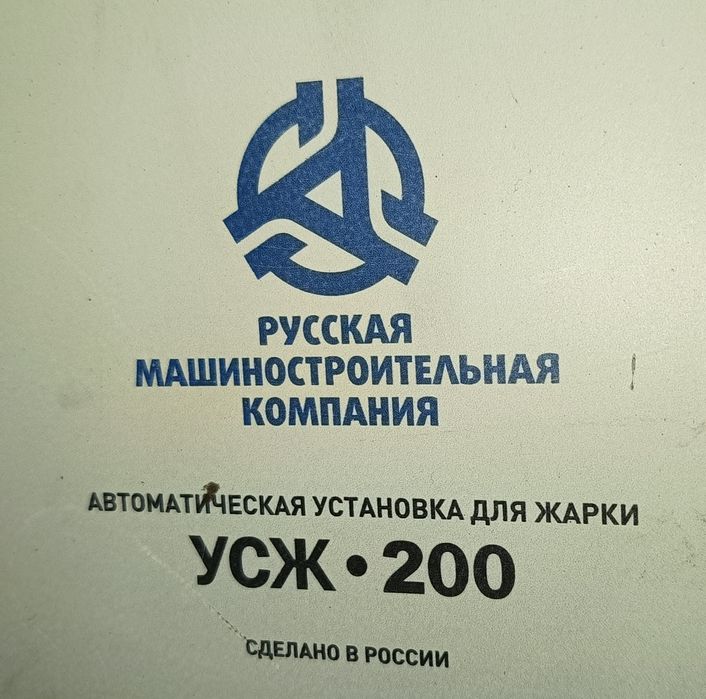 РУССКАЯ
МАШИНОСТРОИТЕЛЬНАЯ
КОМПАНИЯ
АВТОМАТИЧЕСКАЯ УСТАНОВКА ДЛЯ ЖАРКИ
УСЖ • 200
СДЕЛАНО В РОССИИ